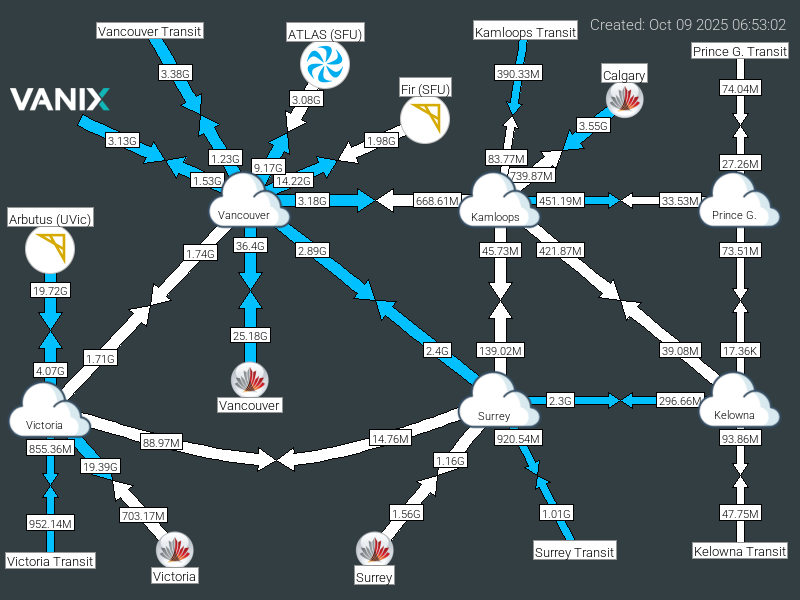 Created: Oct 09 2025 06:53:02
Vancouver Transit
ATLAS (SFU)
Kamloops Transit
Prince G. Transit
3.38G
390.33M
Calgary
74.04M
Fir (SFU)
VANIX
3.08G
3.55G
3.13G
1.98G
1.23G
83.77M
27.26M
9.17G
739.87M
1.53G
14.22G
3.18G
668.61M
451.19M
33.53M
Arbutus (UVic)
Vancouver
Kamloops
Prince G.
1.74G
36.4G
2.89G
45.73M
421.87M
73.51M
19.72G
25.18G
4.07G
1.71G
2.4G
139.02M
39.08M
17.36K
Vancouver
2.3G
296.66M
Victoria
Surrey
Kelowna
855.36M
88.97M
14.76M
920.54M
93.86M
19.39G
1.16G
952.14M
703.17M
1.56G
1.01G
47.75M
Victoria Transit
Victoria
Surrey
Surrey Transit
Kelowna Transit